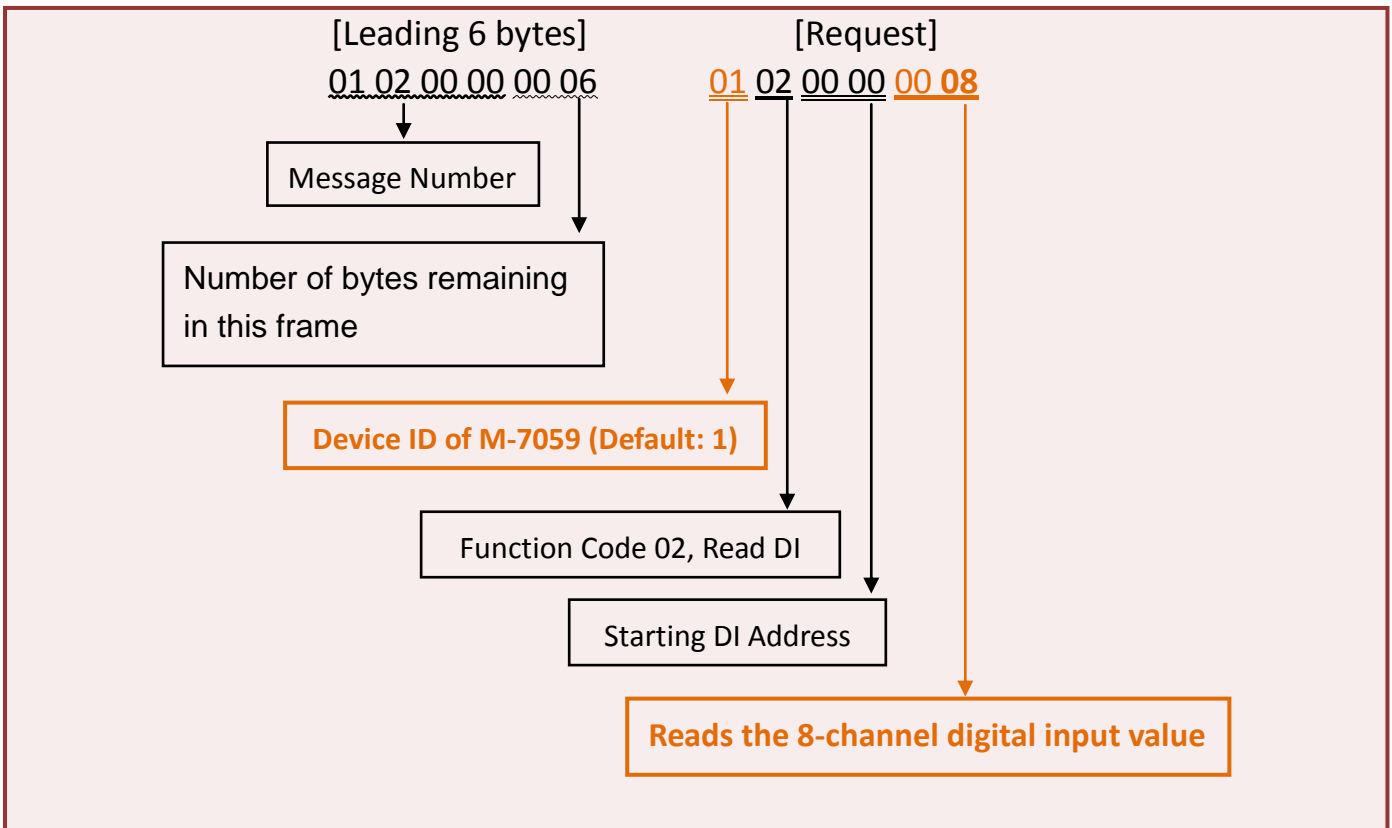 [Leading 6 bytes] [Request]
01 02 00 00 00 06 01 02 00 00 00 08
Message Number
Number of bytes remaining
in this frame
Device ID of M-7059 (Default: 1)
Function Code 02, Read DI
Starting DI Address
Reads the 8-channel digital input value